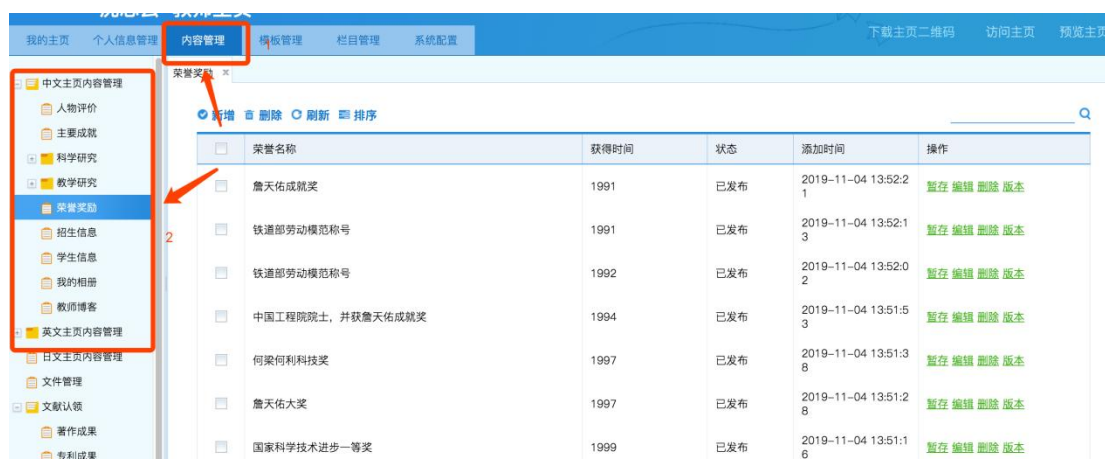 我的主页 个人信息管理 内容管理 模板管理 栏目管理 系统配置 下载主页二维码 访问主页 预览主页
1
荣誉奖励 ×
中文主页内容管理
人物评价
主要成就
科学研究
教学研究
荣誉奖励
招生信息
学生信息
我的相册
教师博客
英文主页内容管理
日文主页内容管理
文件管理
文献认领
著作成果
专利成果
2
新增 删除 刷新 排序
荣誉名称 获得时间 状态 添加时间 操作
詹天佑成就奖 1991 已发布 2019-11-04 13:52:2
1 暂存 编辑 删除 版本
铁道部劳动模范称号 1991 已发布 2019-11-04 13:52:1
3 暂存 编辑 删除 版本
铁道部劳动模范称号 1992 已发布 2019-11-04 13:52:0
2 暂存 编辑 删除 版本
中国工程院院士，并获詹天佑成就奖 1994 已发布 2019-11-04 13:51:5
3 暂存 编辑 删除 版本
何梁何利科技奖 1997 已发布 2019-11-04 13:51:3
8 暂存 编辑 删除 版本
詹天佑大奖 1997 已发布 2019-11-04 13:51:2
8 暂存 编辑 删除 版本
国家科学技术进步一等奖 1999 已发布 2019-11-04 13:51:1
6 暂存 编辑 删除 版本